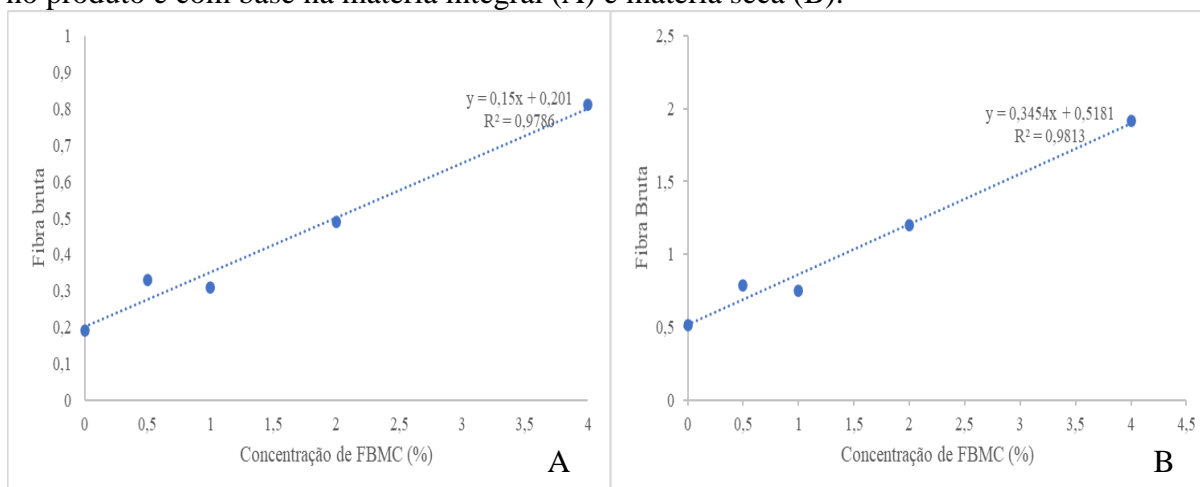 no produto e com base na matéria integral (A) e matéria seca (B).
1
0,9
0,8
0,7
0,6
0,5
0,4
0,3
0,2
0,1
0
Fibra bruta
y = 0,15x + 0,201
R² = 0,9786
0 0,5 1 1,5 2 2,5 3 3,5 4
Concentração de FBMC (%)
A
2,5
2
1,5
1
0,5
0
Fibra Bruta
y = 0,3454x + 0,5181
R² = 0,9813
0 0,5 1 1,5 2 2,5 3 3,5 4 4,5
Concentração de FBMC (%)
B